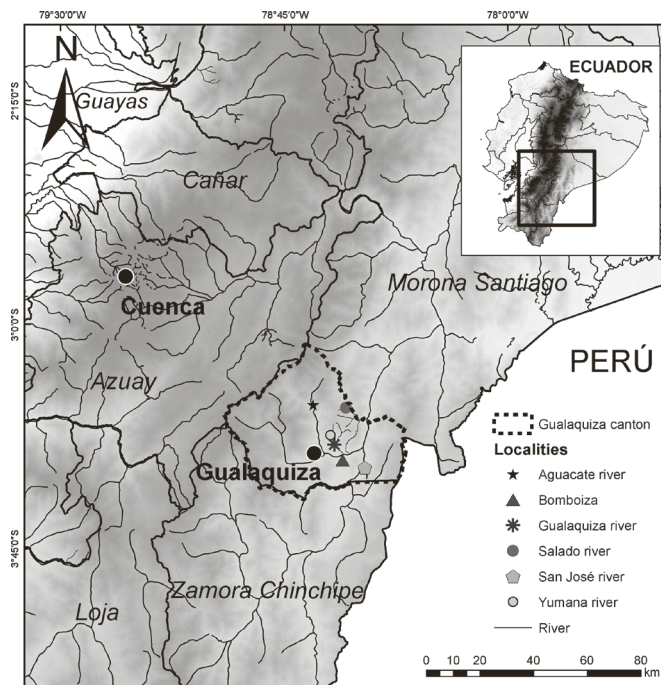 79°30'0"W
78°45'0"W
78°0'0"W
N
ECUADOR
Guayas
2°15'0"S
Cañar
Morona Santiago
Cuenca
3°0'0"S
PERÚ
Azuay
Gualaquiza canton
Localities
Gualaquiza
Aguacate river
Bomboiza
Gualaquiza river
3°45'0"S
Salado river
San José river
Zamora Chinchipe
Yumana river
Loja
River
0 10 20 40 60 80
km